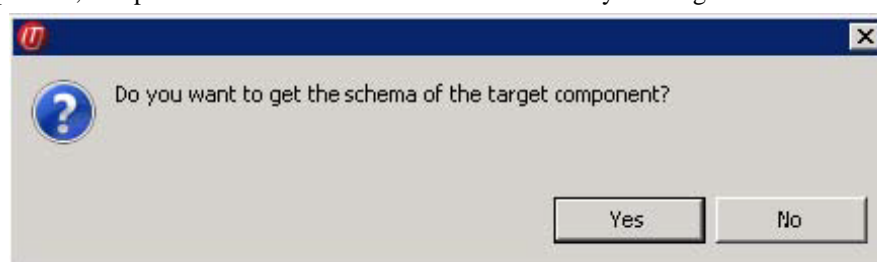 Do you want to get the schema of the target component?
Yes No